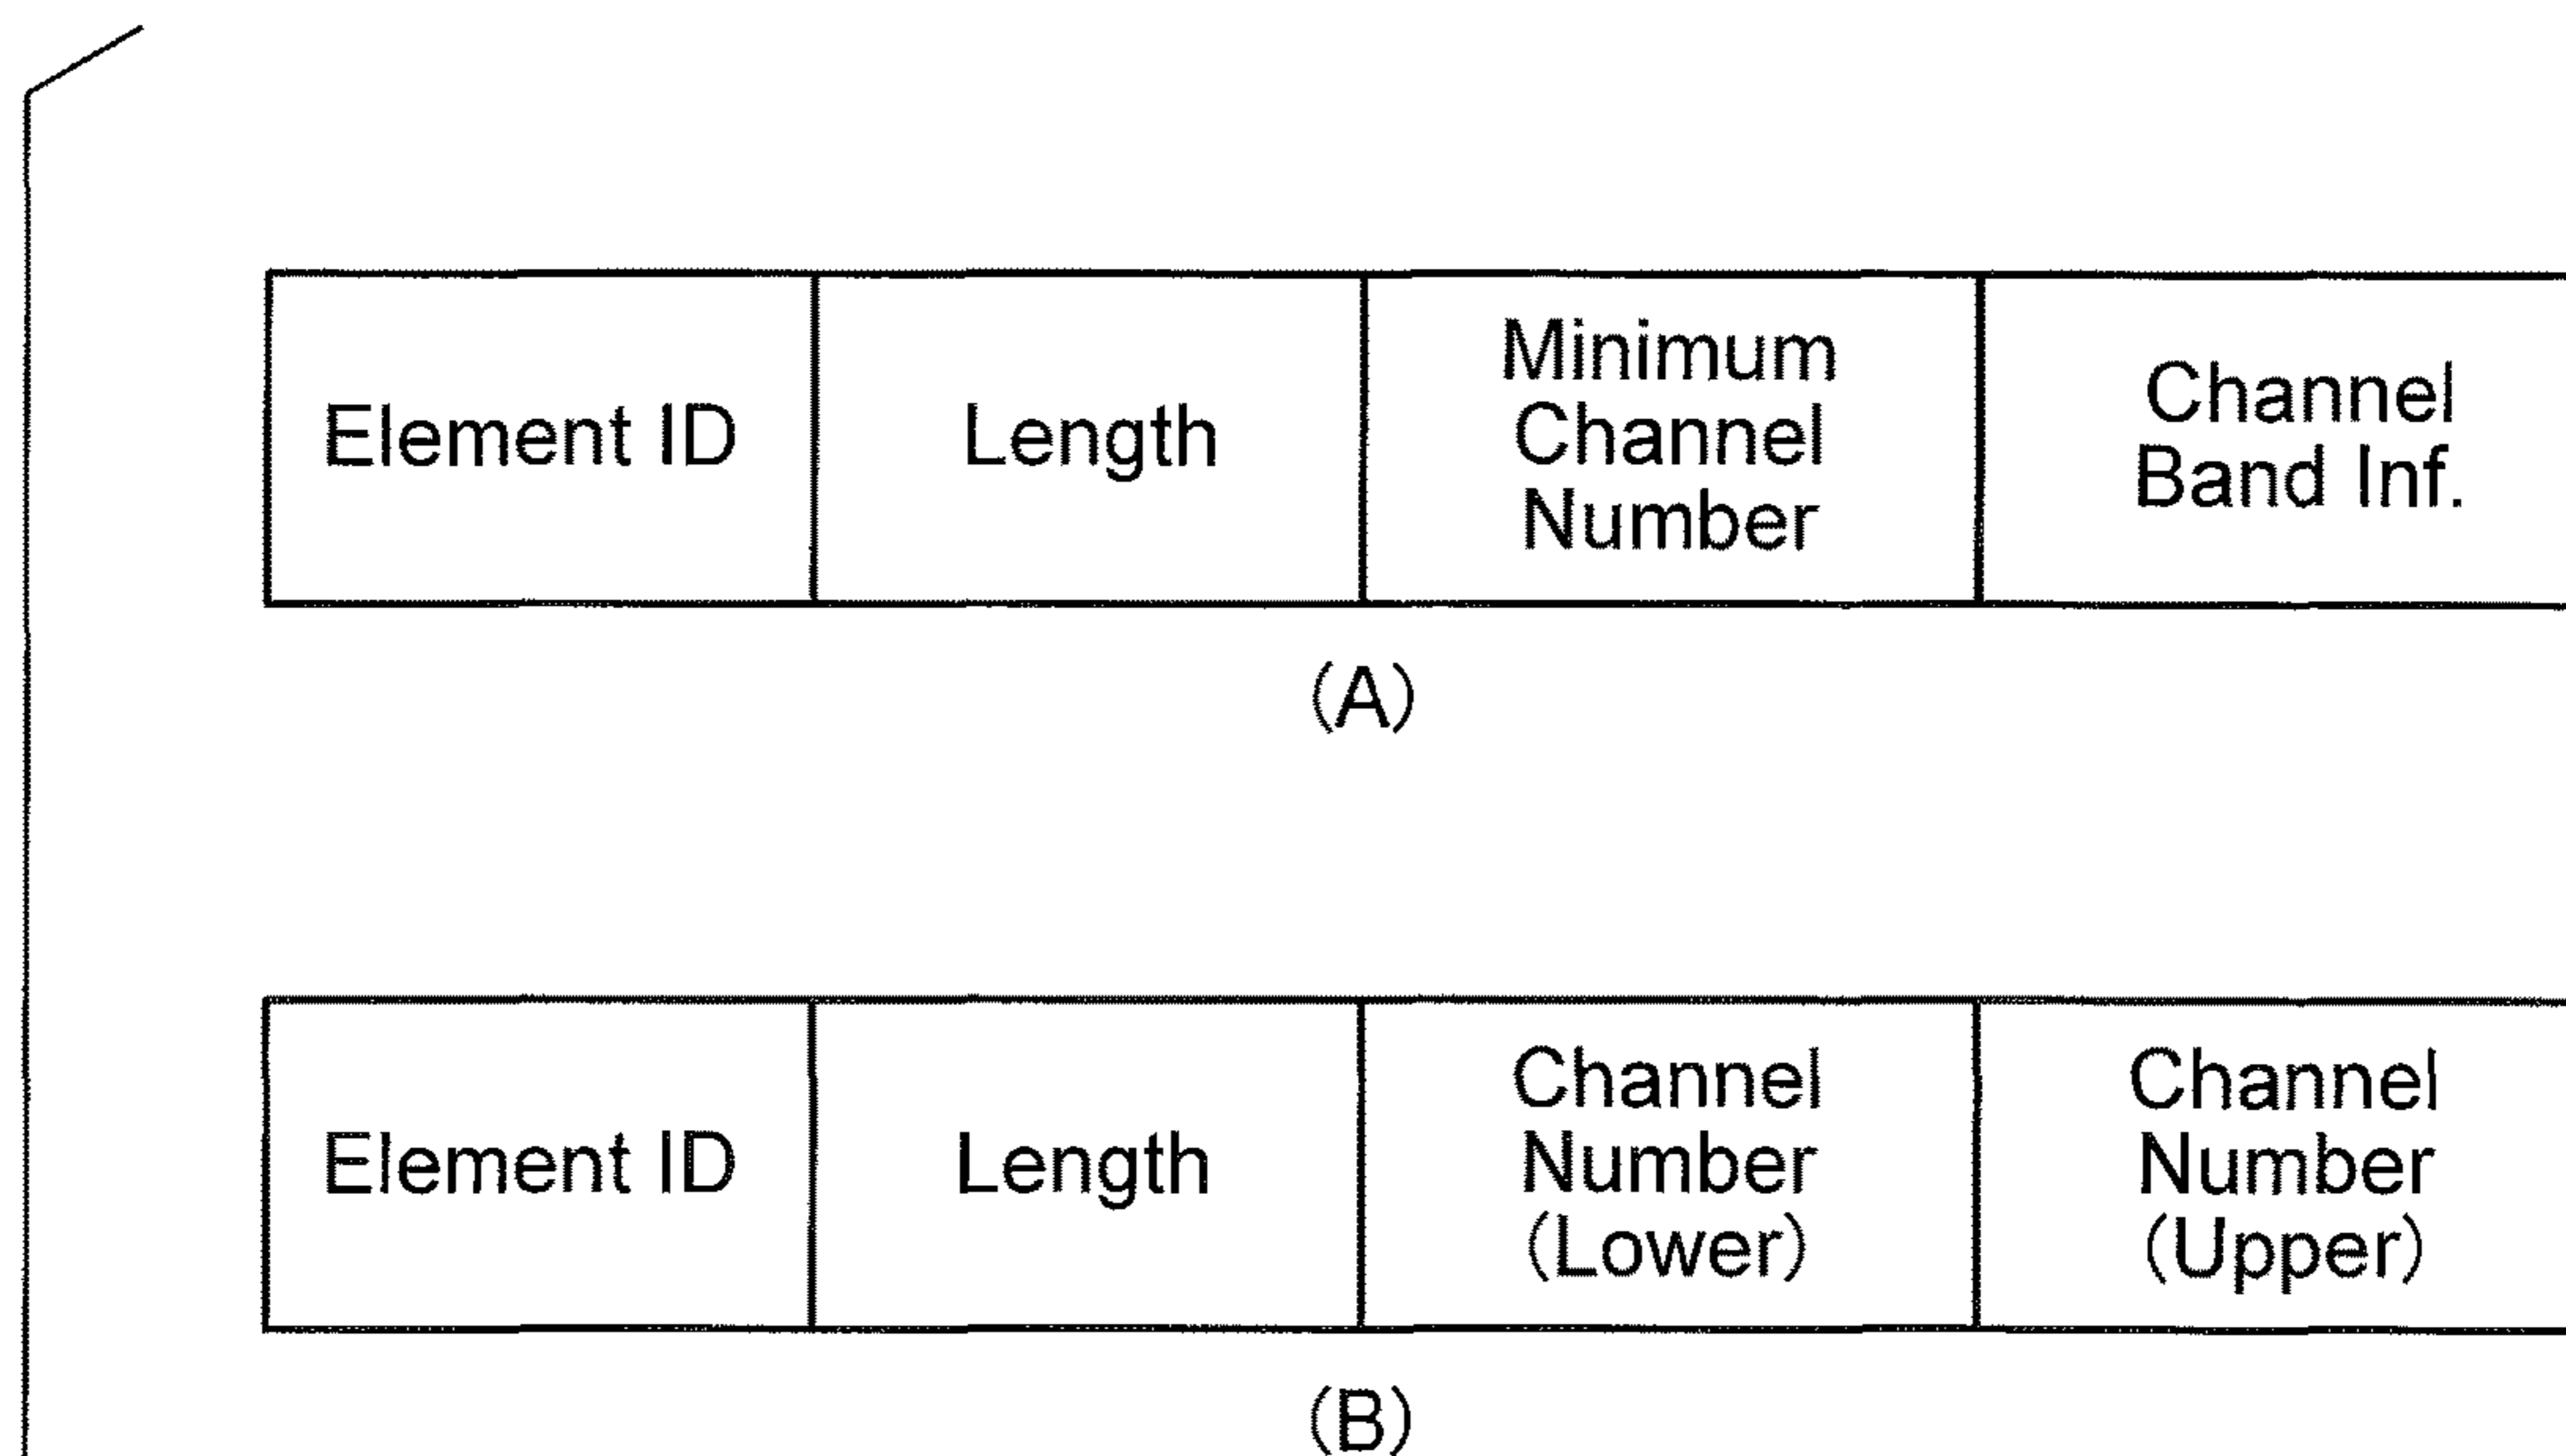 Element ID
Length
Minimum
Channel
Number
Channel
Band Inf.
(A)
Element ID
Length
Channel
Number
(Lower)
Channel
Number
(Upper)
(B)